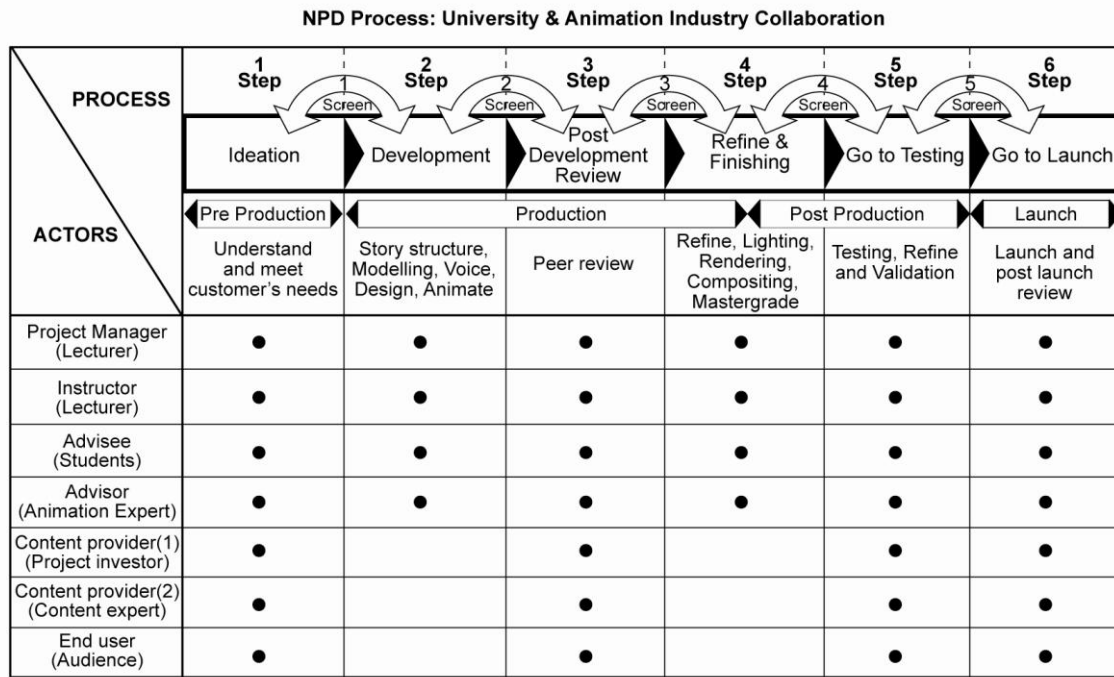 NPD Process: University & Animation Industry Collaboration
PROCESS
ACTORS
1
Step
2
Step
3
Step
4
Step
5
Step
6
Step
1
Screen
2
Screen
3
Screen
4
Screen
5
Screen
Ideation
Development
Post
Development
Review
Refine &
Finishing
Go to Testing
Go to Launch
Pre Production
Production
Post Production
Launch
Understand
and meet
customer's needs
Story structure,
Modelling, Voice,
Design, Animate
Peer review
Refine, Lighting,
Rendering,
Compositing,
Mastergrade
Testing, Refine
and Validation
Launch and
post launch
review
Project Manager
(Lecturer)
Instructor
(Lecturer)
Advisee
(Students)
Advisor
(Animation Expert)
Content provider(1)
(Project investor)
Content provider(2)
(Content expert)
End user
(Audience)